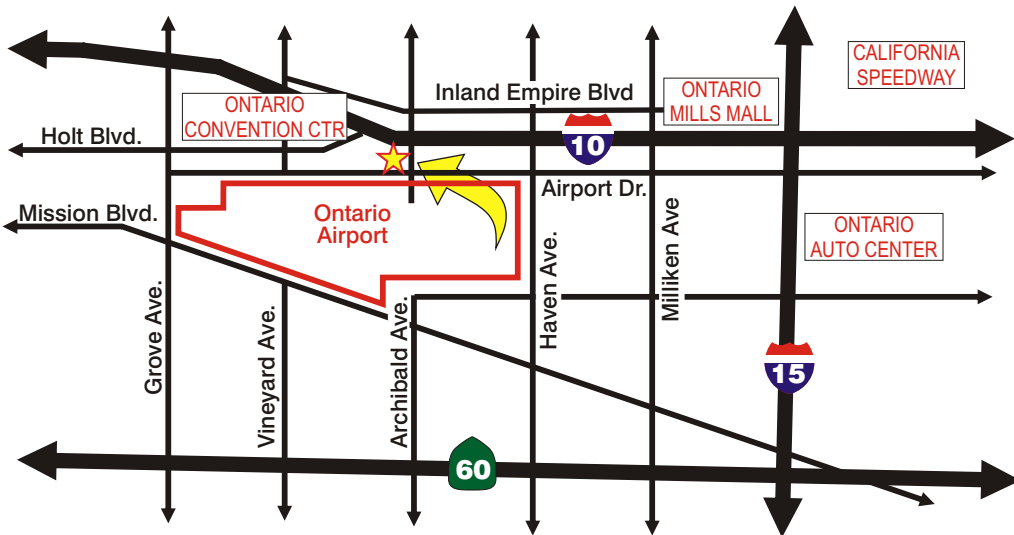 CALIFORNIA
SPEEDWAY
Inland Empire Blvd
ONTARIO
MILLS MALL
ONTARIO
CONVENTION CTR
Holt Blvd.
10
Airport Dr.
Mission Blvd.
Ontario
Airport
ONTARIO
AUTO CENTER
Grove Ave.
Vineyard Ave.
Archibald Ave.
Haven Ave.
Milliken Ave
15
60